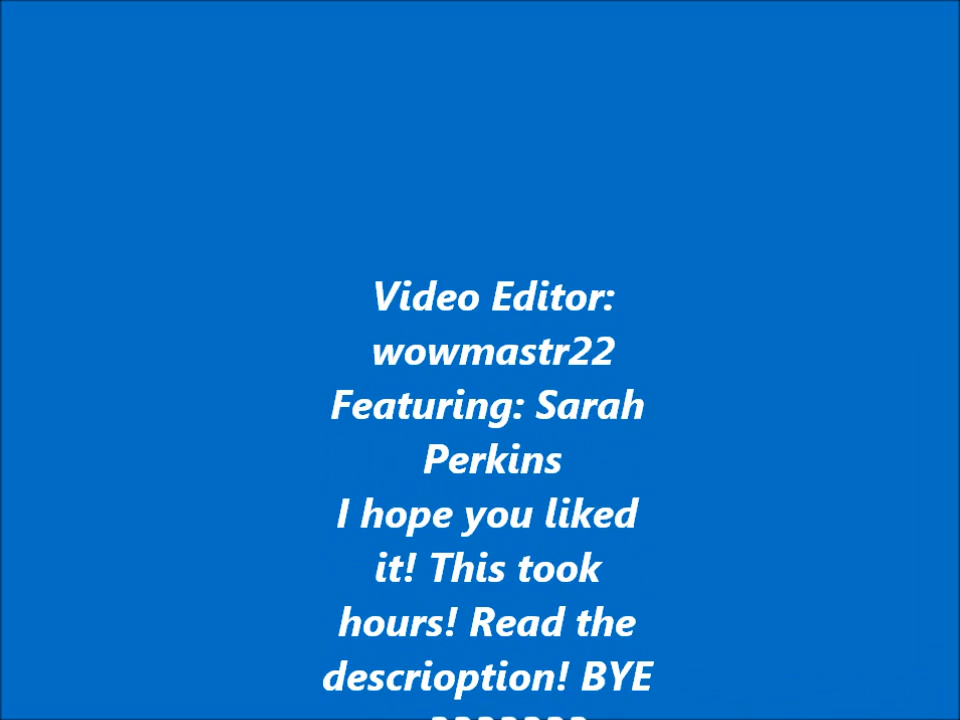 Video Editor:
wowmastr22
Featuring: Sarah
Perkins
I hope you liked
it! This took
hours! Read the
descrioption! BYE